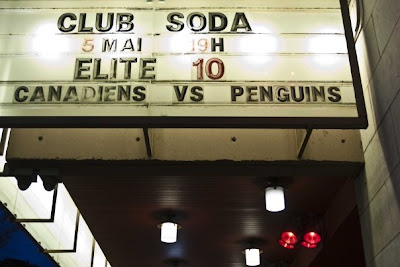 CLUB SODA
5 MAI 19H
ELITE 10
CANADIENS VS PENGUINS